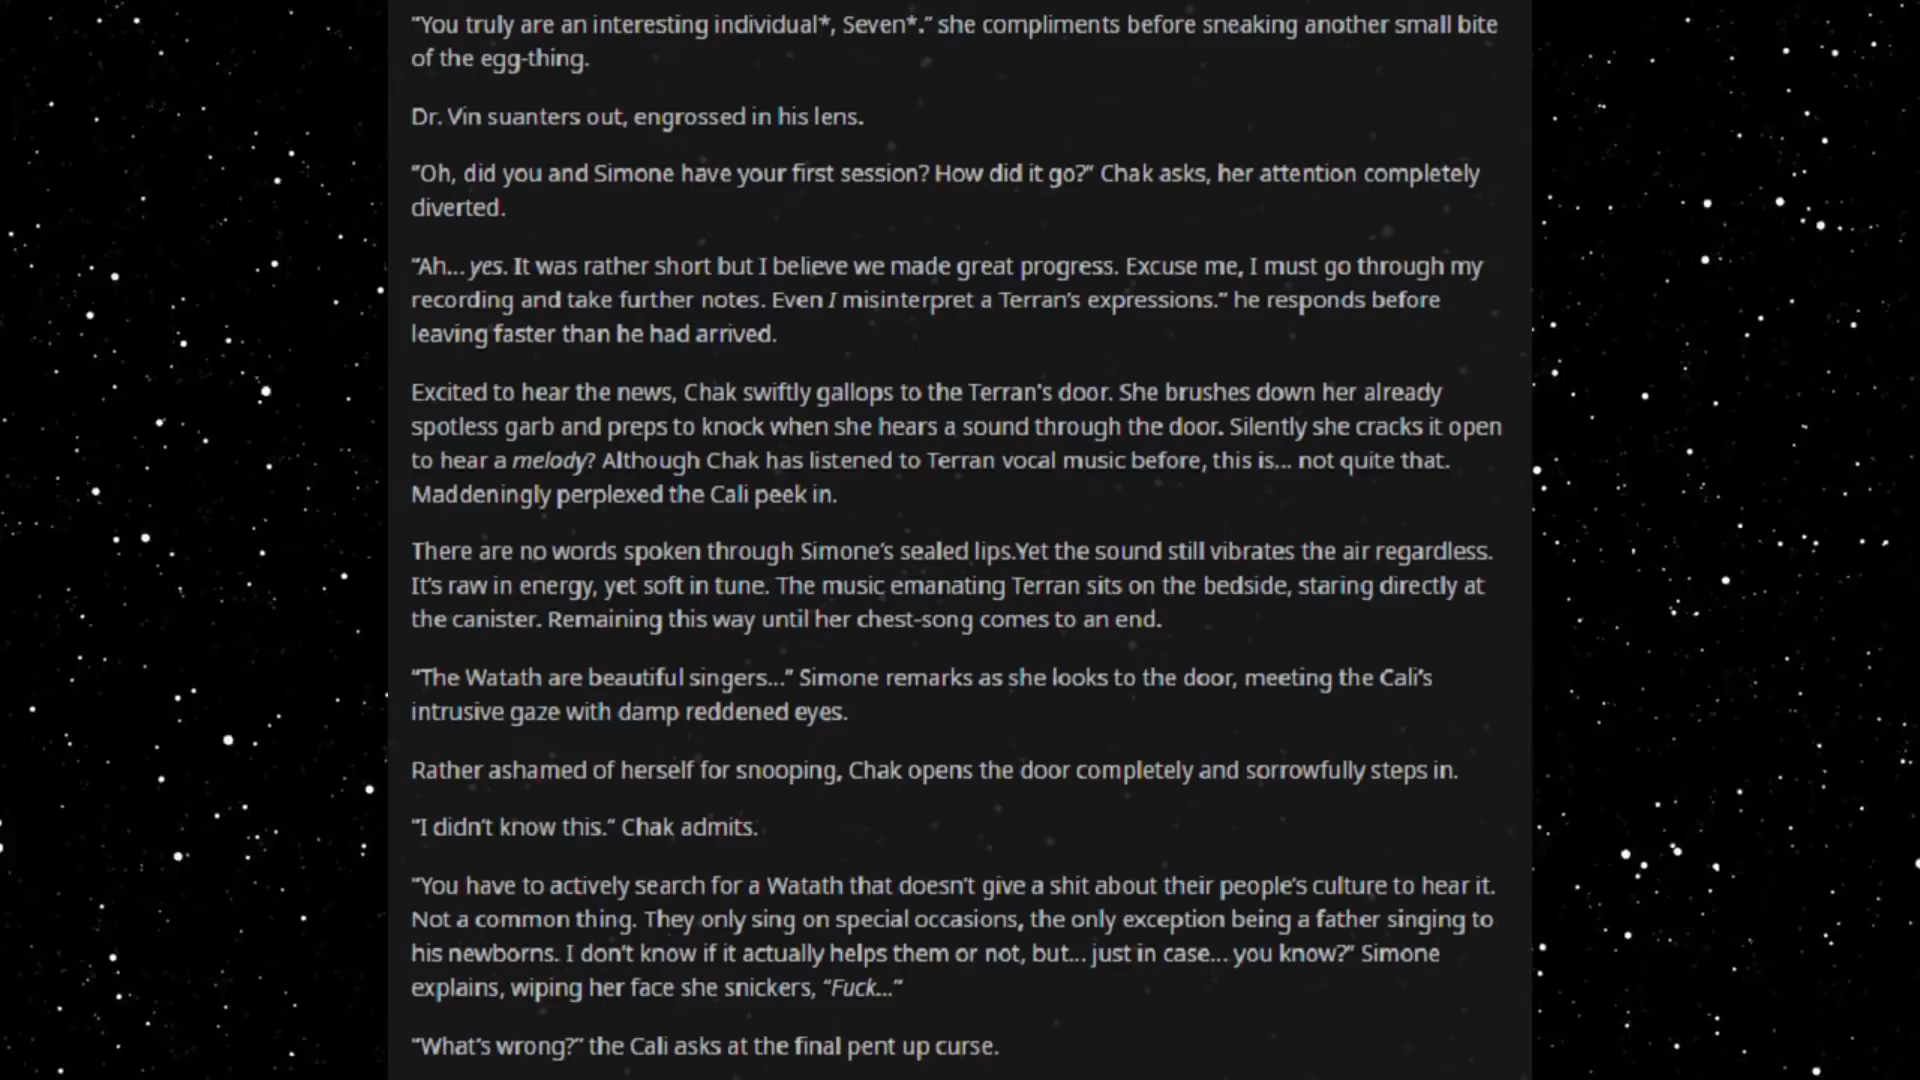 “You truly are an interesting individual*, Seven*.” she compliments before sneaking another small bite
of the egg-thing.
Dr. Vin suanters out, engrossed in his lens.
“Oh, did you and Simone have your first session? How did it go?” Chak asks, her attention completely
diverted.
“Ah... yes. It was rather short but I believe we made great progress. Excuse me, I must go through my
recording and take further notes. Even I misinterpret a Terran’s expressions.” he responds before
leaving faster than he had arrived.
Excited to hear the news, Chak swiftly gallops to the Terran's door. She brushes down her already
spotless garb and preps to knock when she hears a sound through the door. Silently she cracks it open
to hear a melody? Although Chak has listened to Terran vocal music before, this is... not quite that.
Maddeningly perplexed the Cali peek in.
There are no words spoken through Simone’s sealed lips.Yet the sound still vibrates the air regardless.
It’s raw in energy, yet soft in tune. The music emanating Terran sits on the bedside, staring directly at
the canister. Remaining this way until her chest-song comes to an end.
“The Watath are beautiful singers...” Simone remarks as she looks to the door, meeting the Cali’s
intrusive gaze with damp reddened eyes.
Rather ashamed of herself for snooping, Chak opens the door completely and sorrowfully steps in.
“I didn’t know this.” Chak admits.
“You have to actively search for a Watath that doesn’t give a shit about their people’s culture to hear it.
Not a common thing. They only sing on special occasions, the only exception being a father singing to
his newborns. I don’t know if it actually helps them or not, but... just in case... you know?” Simone
explains, wiping her face she snickers, “Fuck...”
“What’s wrong?” the Cali asks at the final pent up curse.